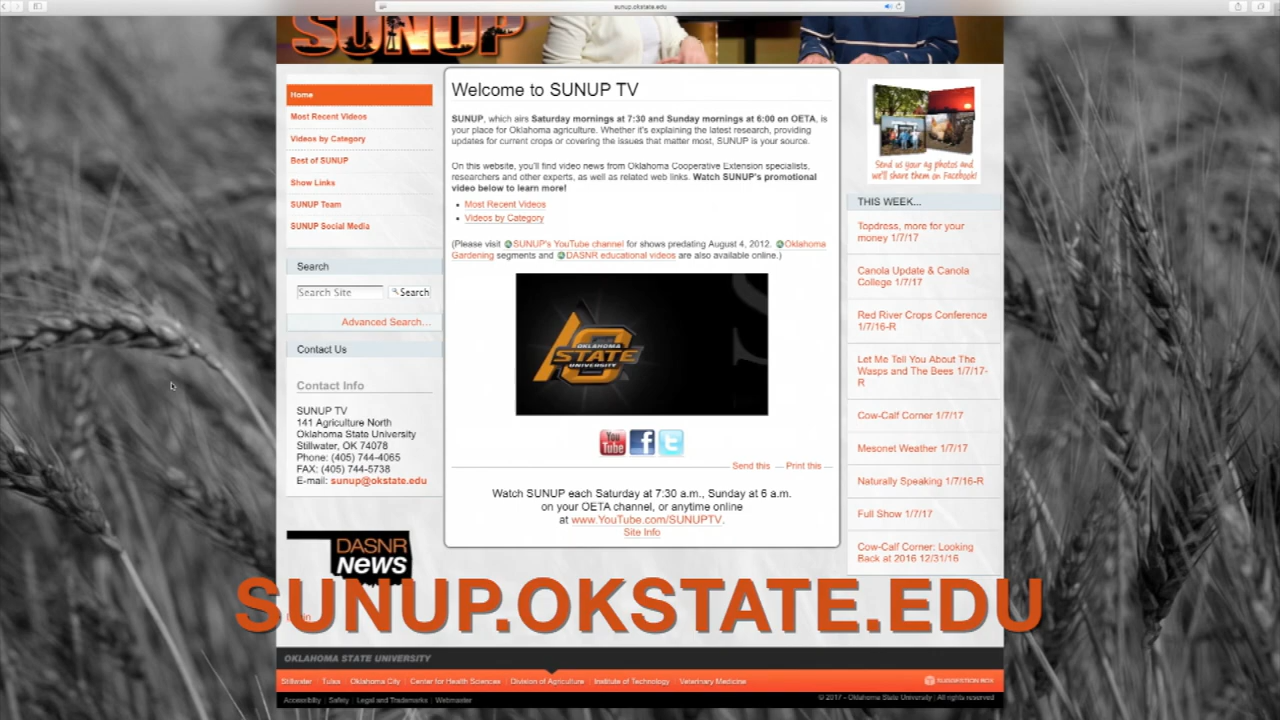 sunup.okstate.edu
SUNUP
Home
Most Recent Videos
Videos by Category
Best of SUNUP
Show Links
SUNUP Team
SUNUP Social Media
Search
Search Site
Search
Advanced Search...
Contact Us
Contact Info
SUNUP TV
141 Agriculture North
Oklahoma State University
Stillwater, OK 74078
Phone: (405) 744-4065
FAX: (405) 744-5738
E-mail: sunup@okstate.edu
DASNR
NEWS
Welcome to SUNUP TV
SUNUP, which airs Saturday mornings at 7:30 and Sunday mornings at 6:00 on OETA, is
your place for Oklahoma agriculture. Whether it's explaining the latest research, providing
updates for current crops or covering the issues that matter most, SUNUP is your source.
On this website, you'll find video news from Oklahoma Cooperative Extension specialists,
researchers and other experts, as well as related web links. Watch SUNUP's promotional
video below to learn more!
Most Recent Videos
Videos by Category
(Please visit SUNUP's YouTube channel for shows predating August 4, 2012. Oklahoma
Gardening segments and DASNR educational videos are also available online.)
OKLAHOMA
STATE
UNIVERSITY
You
Tube
Send this — Print this —
Watch SUNUP each Saturday at 7:30 a.m., Sunday at 6 a.m.
on your OETA channel, or anytime online
at www.YouTube.com/SUNUPTV.
Site Info
Send us your ag photos and
we'll share them on Facebook!
THIS WEEK...
Topdress, more for your
money 1/7/17
Canola Update & Canola
College 1/7/17
Red River Crops Conference
1/7/16-R
Let Me Tell You About The
Wasps and The Bees 1/7/17-
R
Cow-Calf Corner 1/7/17
Mesonet Weather 1/7/17
Naturally Speaking 1/7/16-R
Full Show 1/7/17
Cow-Calf Corner: Looking
Back at 2016 12/31/16
SUNUP.OKSTATE.EDU
OKLAHOMA STATE UNIVERSITY
Stillwater | Tulsa | Oklahoma City | Center for Health Sciences | Division of Agriculture | Institute of Technology | Veterinary Medicine
SUGGESTION BOX
Accessibility | Safety | Legal and Trademarks | Webmaster
© 2017 - Oklahoma State University | All rights reserved